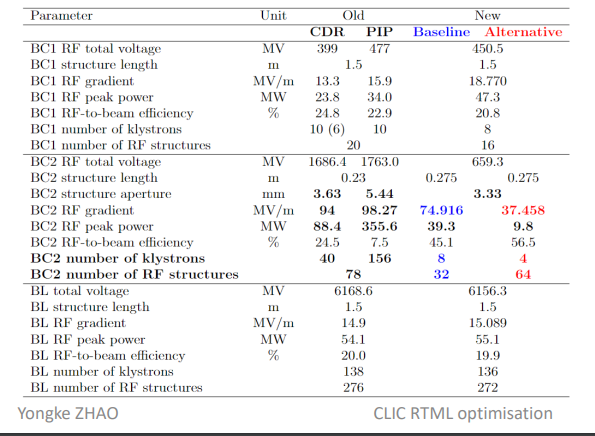 Parameter Unit Old New
CDR PIP Baseline Alternative
BC1 RF total voltage MV 399 477 450.5
BC1 structure length m 1.5 1.5
BC1 RF gradient MV/m 13.3 15.9 18.770
BC1 RF peak power MW 23.8 34.0 47.3
BC1 RF-to-beam efficiency % 24.8 22.9 20.8
BC1 number of klystrons 10 (6) 10 8
BC1 number of RF structures 20 16
BC2 RF total voltage MV 1686.4 1763.0 659.3
BC2 structure length m 0.23 0.275 0.275
BC2 structure aperture mm 3.63 5.44 3.33
BC2 RF gradient MV/m 94 98.27 74.916 37.458
BC2 RF peak power MW 88.4 355.6 39.3 9.8
BC2 RF-to-beam efficiency % 24.5 7.5 45.1 56.5
BC2 number of klystrons 40 156 8 4
BC2 number of RF structures 78 32 64
BL total voltage MV 6168.6 6156.3
BL structure length m 1.5 1.5
BL RF gradient MV/m 14.9 15.089
BL RF peak power MW 54.1 55.1
BL RF-to-beam efficiency % 20.0 19.9
BL number of klystrons 138 136
BL number of RF structures 276 272
Yongke ZHAO CLIC RTML optimisation